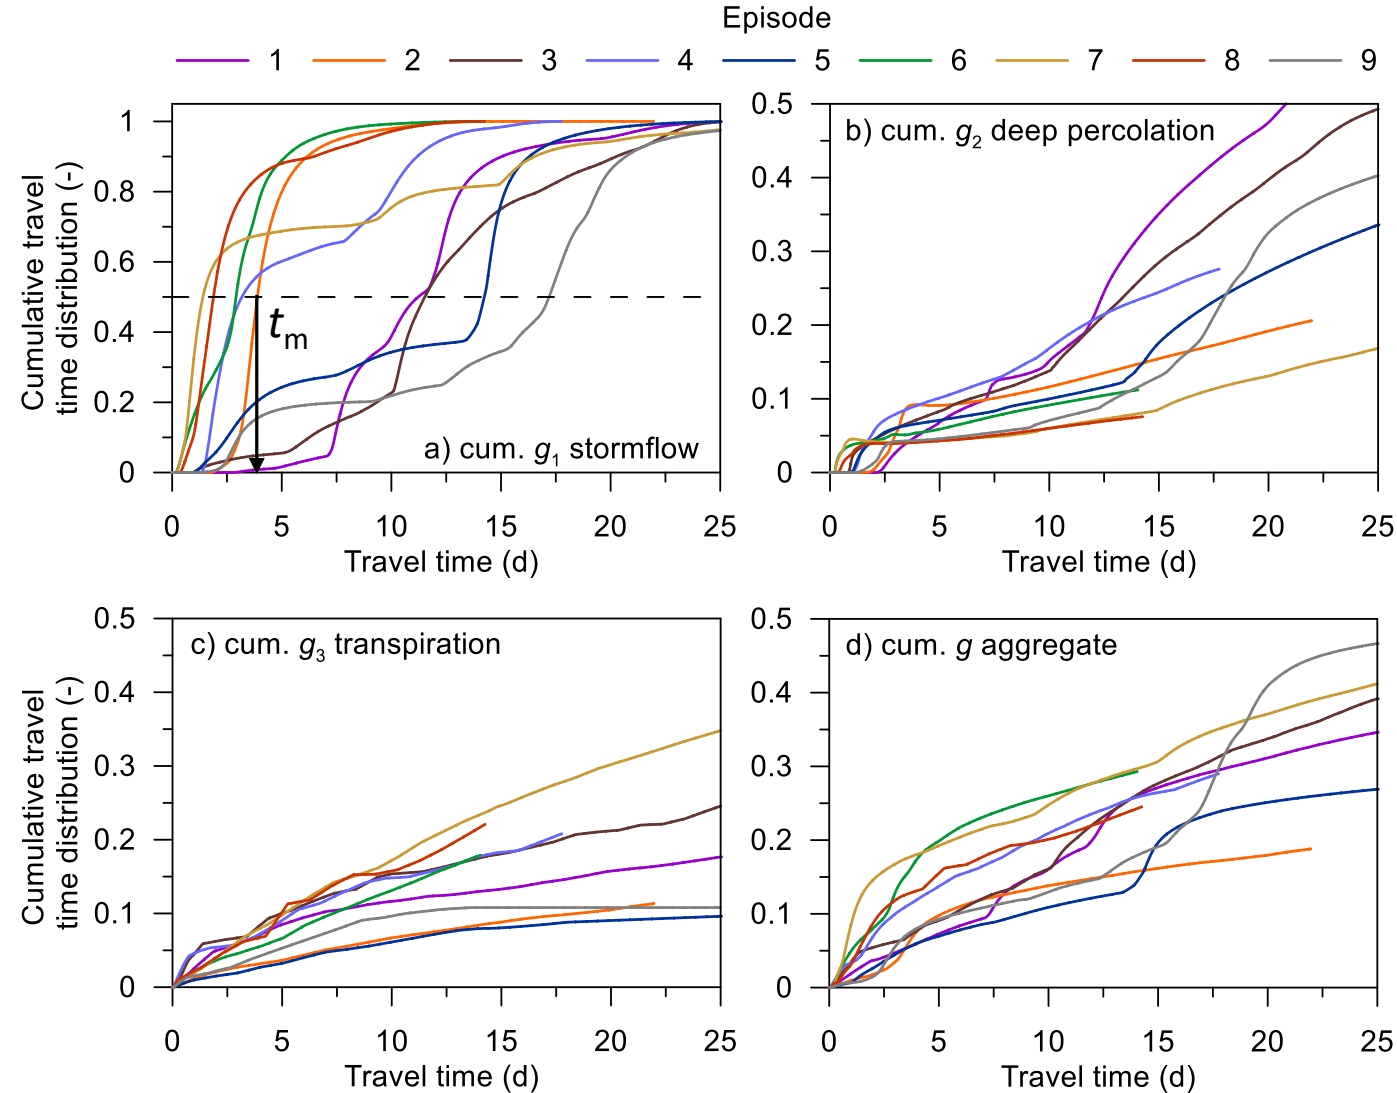 Episode
1 2 3 4 5 6 7 8 9
Cumulative travel
time distribution (-)
1
0.8
0.6
0.4
0.2
0
tm
a) cum. g1 stormflow
0 5 10 15 20 25
Travel time (d)
b) cum. g2 deep percolation
0.5
0.4
0.3
0.2
0.1
0
0 5 10 15 20 25
Travel time (d)
Cumulative travel
time distribution (-)
c) cum. g3 transpiration
0.5
0.4
0.3
0.2
0.1
0
0 5 10 15 20 25
Travel time (d)
d) cum. g aggregate
0.5
0.4
0.3
0.2
0.1
0
0 5 10 15 20 25
Travel time (d)